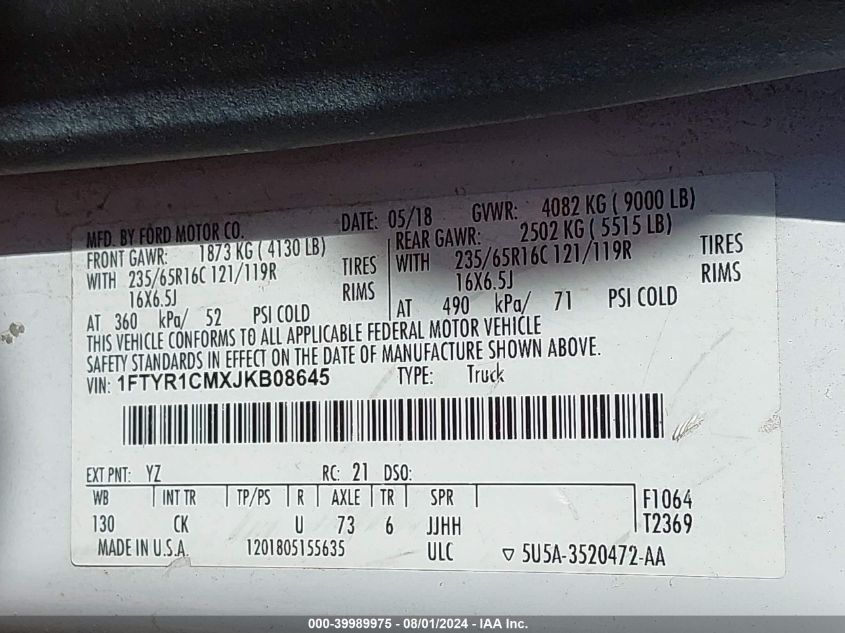 MFD. BY FORD MOTOR CO. DATE: 05/18 GVWR: 4082 KG ( 9000 LB)
FRONT GAWR: 1873 KG ( 4130 LB) REAR GAWR: 2502 KG ( 5515 LB)
WITH 235/65R16C 121/119R TIRES WITH 235/65R16C 121/119R TIRES
16X6.5J RIMS 16X6.5J RIMS
AT 360 kPa/ 52 PSI COLD AT 490 kPa/ 71 PSI COLD
THIS VEHICLE CONFORMS TO ALL APPLICABLE FEDERAL MOTOR VEHICLE
SAFETY STANDARDS IN EFFECT ON THE DATE OF MANUFACTURE SHOWN ABOVE.
VIN: 1FTYR1CMXJKB08645 TYPE: Truck
EXT PNT: YZ RC: 21 DSO:
WB INT TR TP/PS R AXLE TR SPR F1064
130 CK U 73 6 JJHH T2369
MADE IN U.S.A. 1201805155635 ULC ▽ 5U5A-3520472-AA
000-39989975 - 08/01/2024 - IAA Inc.